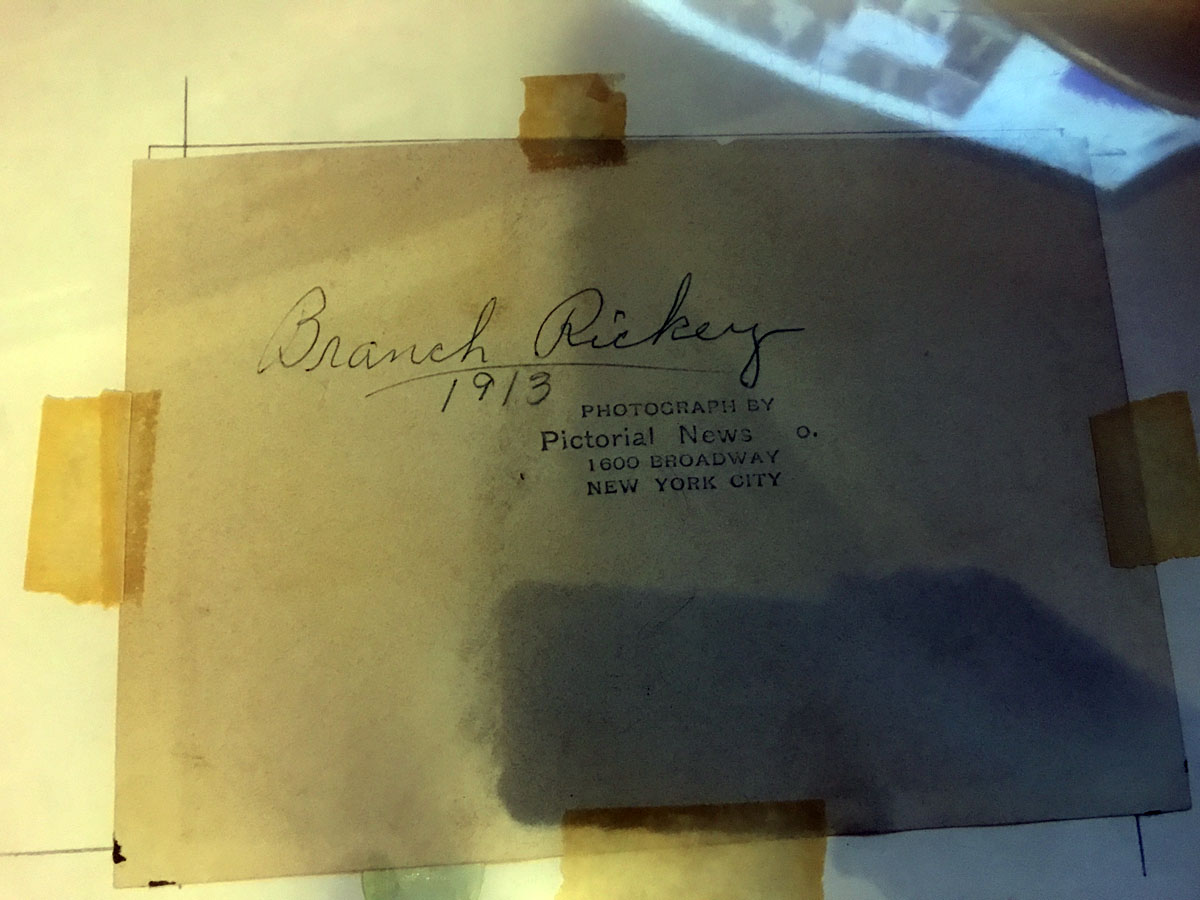 Branch Rickey
1913
PHOTOGRAPH BY
Pictorial News o.
1600 BROADWAY
NEW YORK CITY